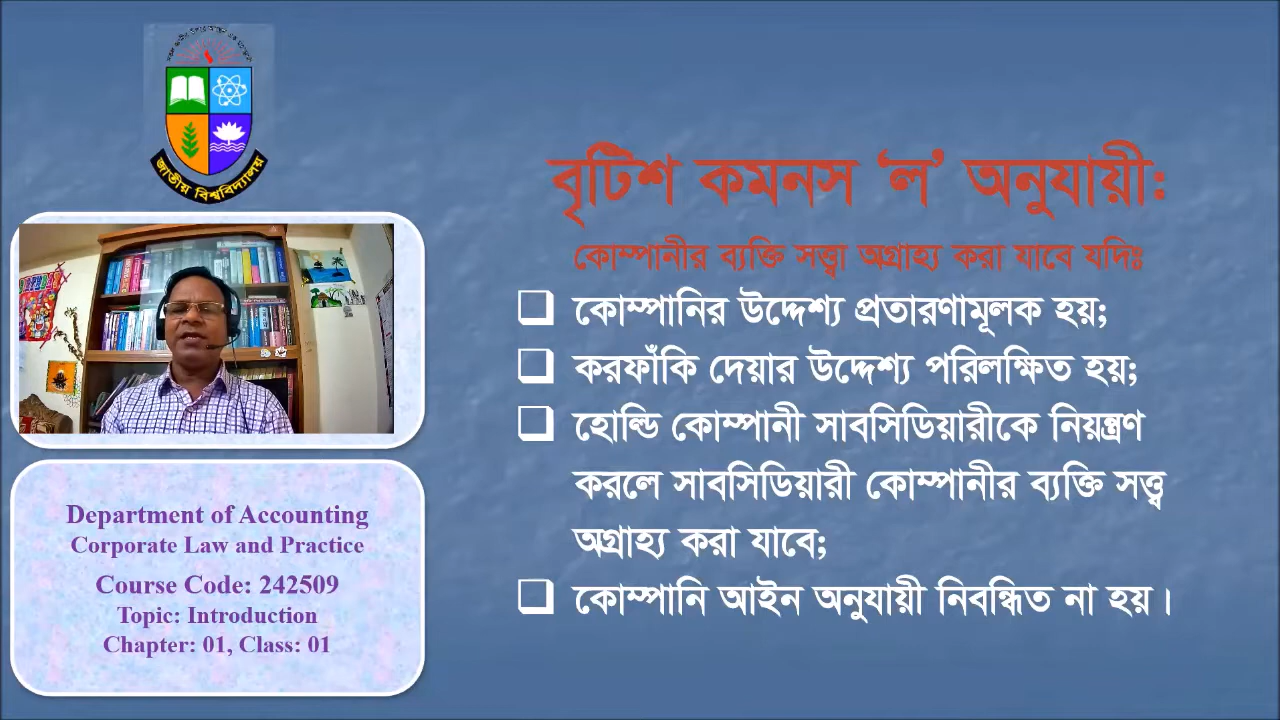 জাতীয় বিশ্ববিদ্যালয়
Department of Accounting
Corporate Law and Practice
Course Code: 242509
Topic: Introduction
Chapter: 01, Class: 01
বৃটিশ কমনস ‘ল’ অনুযায়ী:
কোম্পানীর ব্যক্তি সত্ত্বা অগ্রাহ্য করা যাবে যদিঃ
কোম্পানির উদ্দেশ্য প্রতারণামূলক হয়;
করফাঁকি দেয়ার উদ্দেশ্য পরিলক্ষিত হয়;
হোল্ডি কোম্পানী সাবসিডিয়ারীকে নিয়ন্ত্রণ
করলে সাবসিডিয়ারী কোম্পানীর ব্যক্তি সত্ত্ব
অগ্রাহ্য করা যাবে;
কোম্পানি আইন অনুযায়ী নিবন্ধিত না হয়।